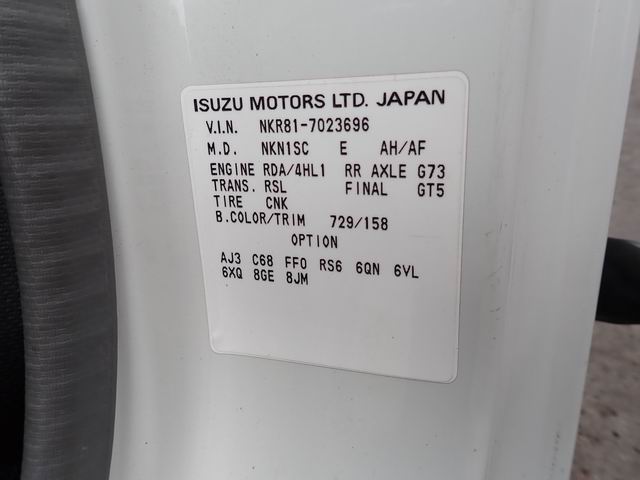 ISUZU MOTORS LTD. JAPAN
V.I.N. NKR81-7023696
M.D. NKN1SC E AH/AF
ENGINE RDA/4HL1 RR AXLE G73
TRANS. RSL FINAL GT5
TIRE CNK
B.COLOR/TRIM 729/158
OPTION
AJ3 C68 FF0 RS6 6QN 6VL
6XQ 8GE 8JM